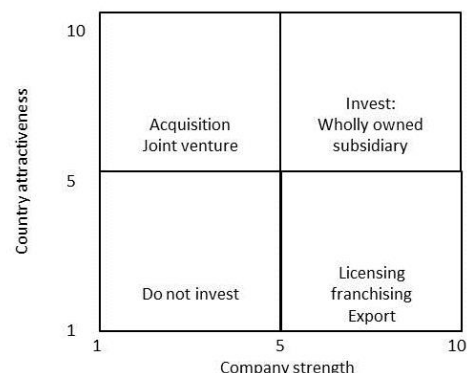 10
Country attractiveness
Acquisition
Joint venture
Invest:
Wholly owned
subsidiary
5
Do not invest
Licensing
franchising
Export
1
1
5
10
Company strength